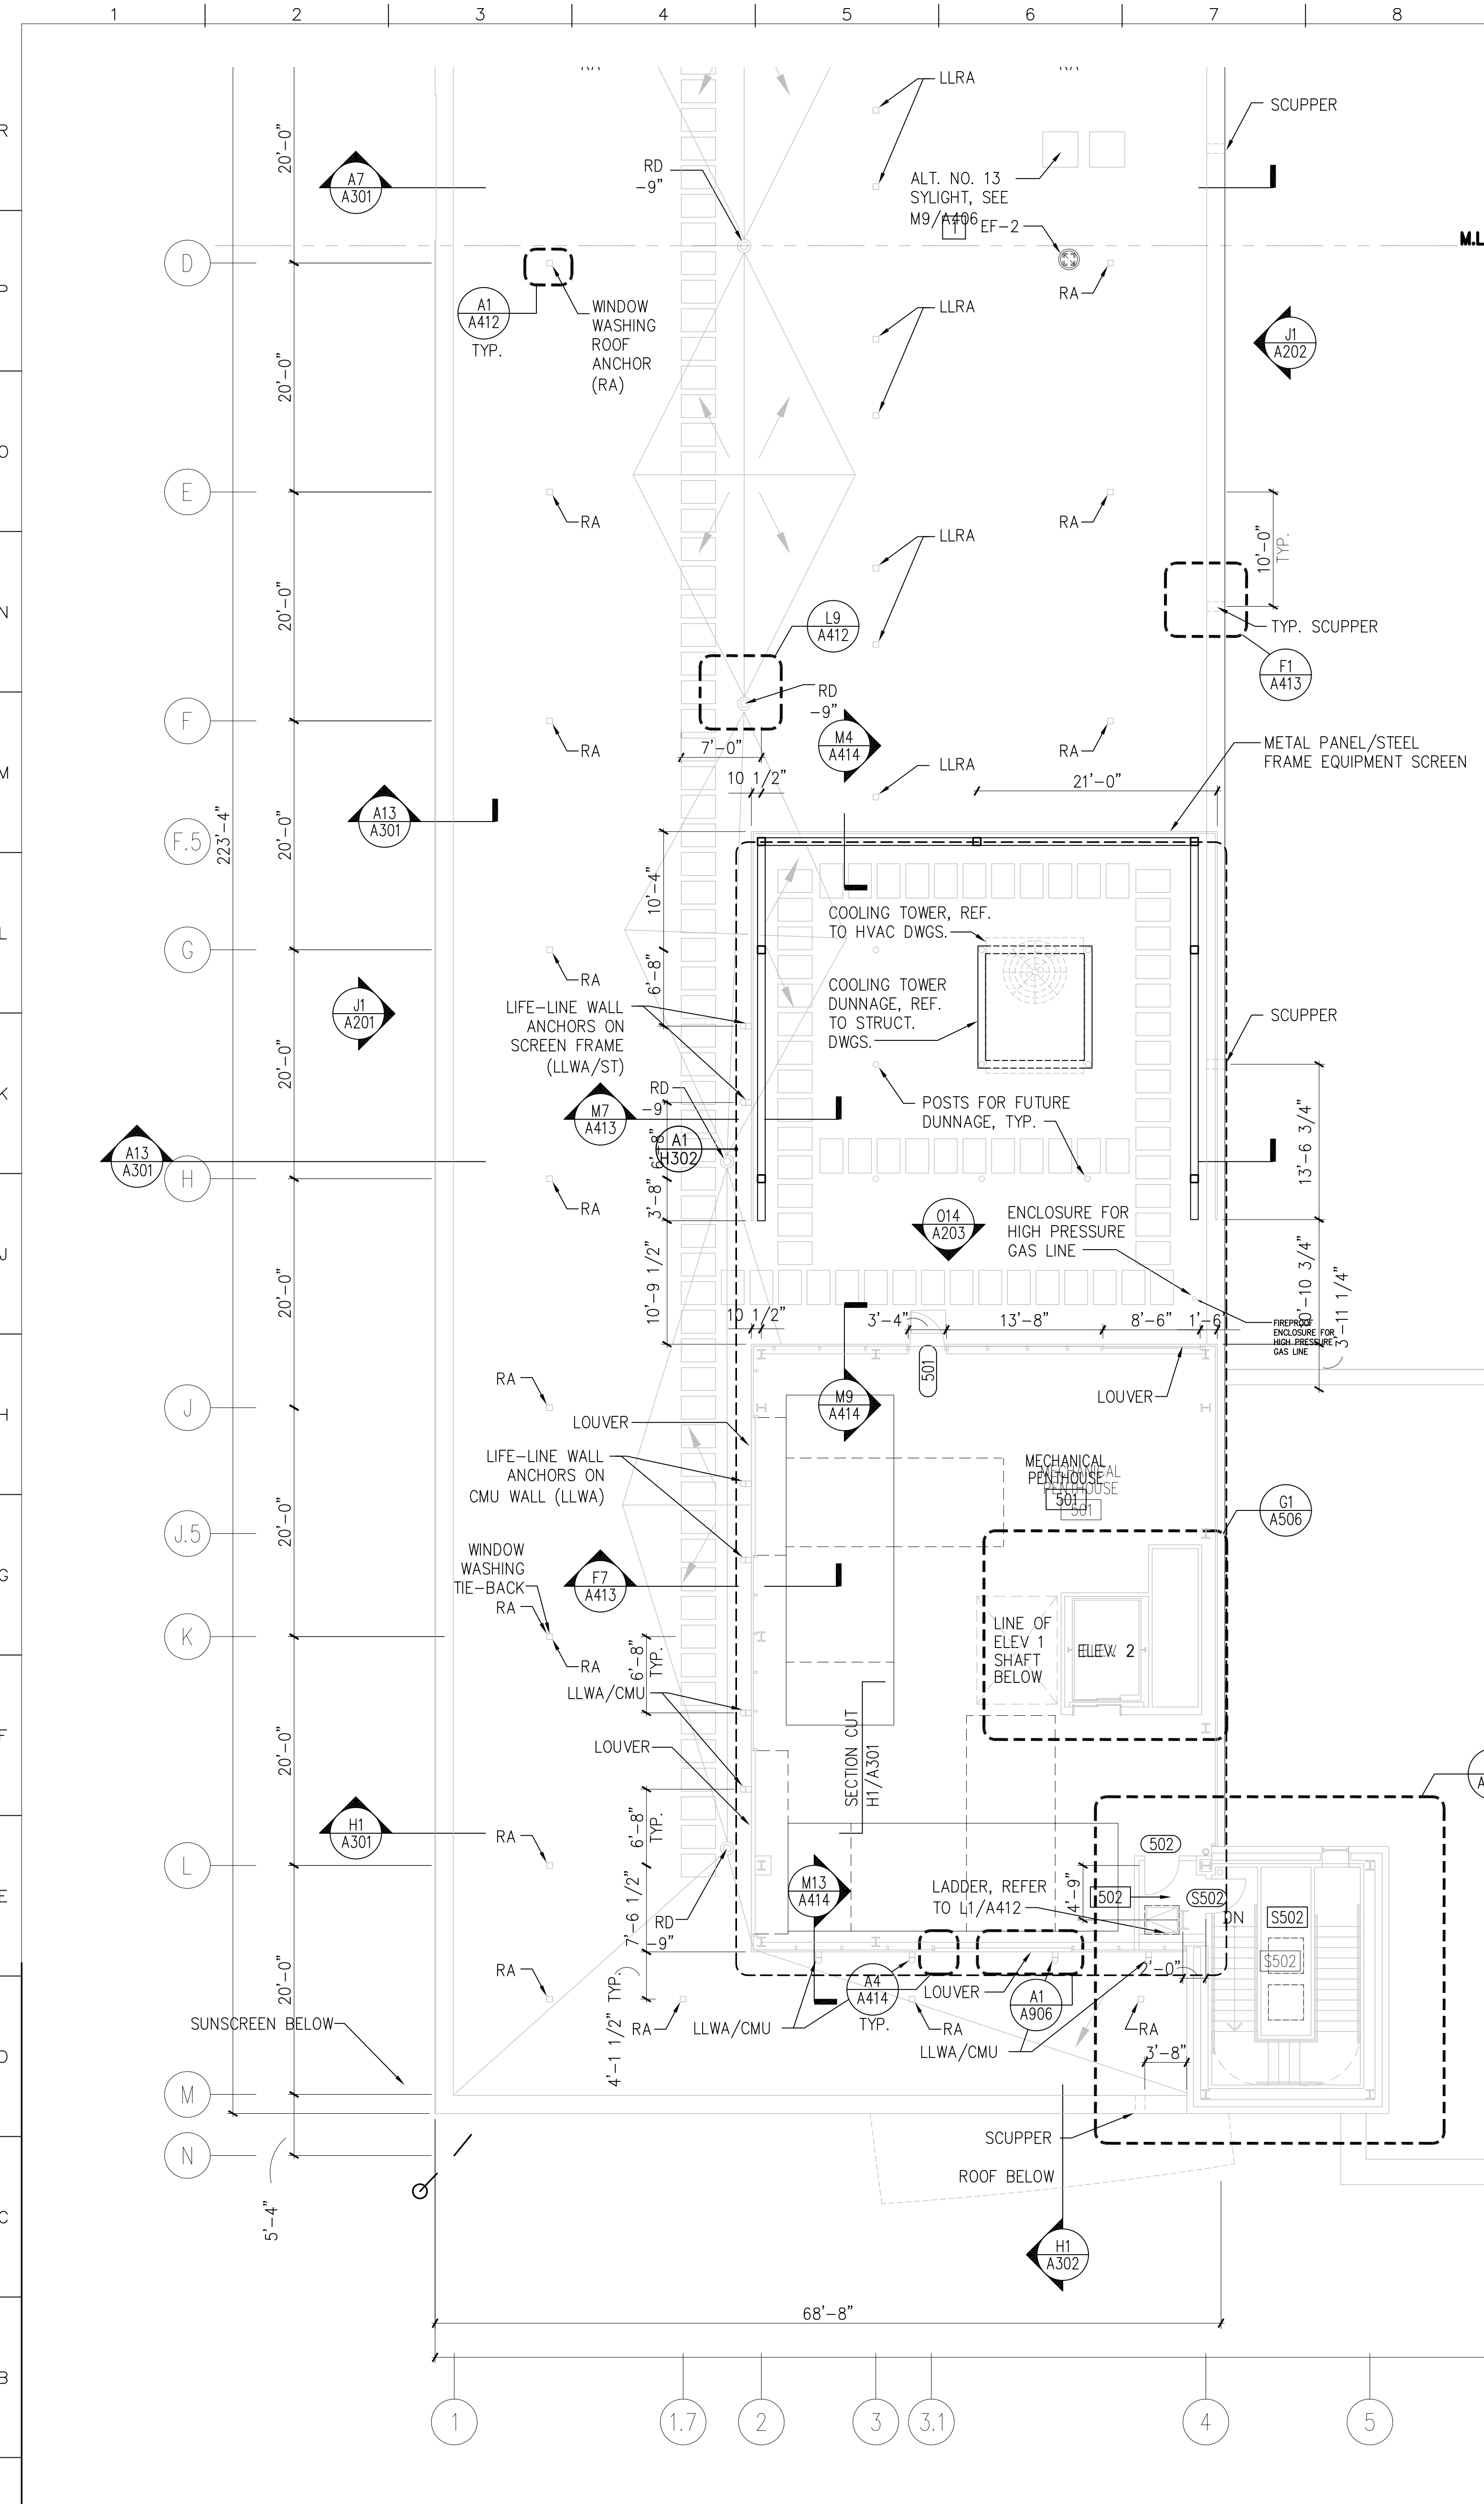 1 2 3 4 5 6 7 8
LLRA
SCUPPER
R
20'-0"
A7
A301
RD
-9"
ALT. NO. 13
SYLIGHT, SEE
M9/A406
1
EF-2
M.L
D
RA
A1
A412
TYP.
WINDOW
WASHING
ROOF
ANCHOR
(RA)
LLRA
J1
A202
20'-0"
O
E
RA
RA
LLRA
10'-0"
TYP.
20'-0"
N
L9
A412
TYP. SCUPPER
F1
A413
F
RD
-9"
RA
7'-0"
M4
A414
RA
METAL PANEL/STEEL
FRAME EQUIPMENT SCREEN
M
LLRA
10 1/2"
21'-0"
A13
A301
F.5
223'-4"
20'-0"
10'-4"
L
COOLING TOWER, REF.
TO HVAC DWGS.
G
RA
6'-8"
COOLING TOWER
DUNNAGE, REF.
TO STRUCT.
DWGS.
J1
A201
LIFE-LINE WALL
ANCHORS ON
SCREEN FRAME
(LLWA/ST)
SCUPPER
20'-0"
K
RD
-9"
M7
A413
POSTS FOR FUTURE
DUNNAGE, TYP.
A13
A301
A1
H302
6'-8"
13'-6 3/4"
H
RA
3'-8"
O14
A203
ENCLOSURE FOR
HIGH PRESSURE
GAS LINE
J
20'-0"
10'-9 1/2"
10 1/2"
3'-4"
13'-8"
8'-6"
1'-6"
FIREPROOF
ENCLOSURE FOR
HIGH PRESSURE
GAS LINE
3'-11 1/4"
501
RA
M9
A414
LOUVER
J
H
LOUVER
LIFE-LINE WALL
ANCHORS ON
CMU WALL (LLWA)
MECHANICAL
PENTHOUSE
501
MECHANICAL
PENTHOUSE
501
G1
A506
J.5
20'-0"
WINDOW
WASHING
TIE-BACK
RA
F7
A413
G
K
RA
6'-8"
TYP.
LINE OF
ELEV 1
SHAFT
BELOW
ELEV. 2
LLWA/CMU
F
20'-0"
LOUVER
SECTION CUT
H1/A301
H1
A301
RA
6'-8"
TYP.
502
L
M13
A414
LADDER, REFER
TO L1/A412
4'-9"
502
S502
DN
S502
S502
E
7'-6 1/2"
RD
-9"
RA
20'-0"
2'-0"
A4
A414
TYP.
LOUVER
A1
A906
SUNSCREEN BELOW
4'-1 1/2" TYP.
RA
LLWA/CMU
RA
LLWA/CMU
RA
3'-8"
D
M
SCUPPER
N
ROOF BELOW
5'-4"
C
H1
A302
68'-8"
B
1 1.7 2 3 3.1 4 5